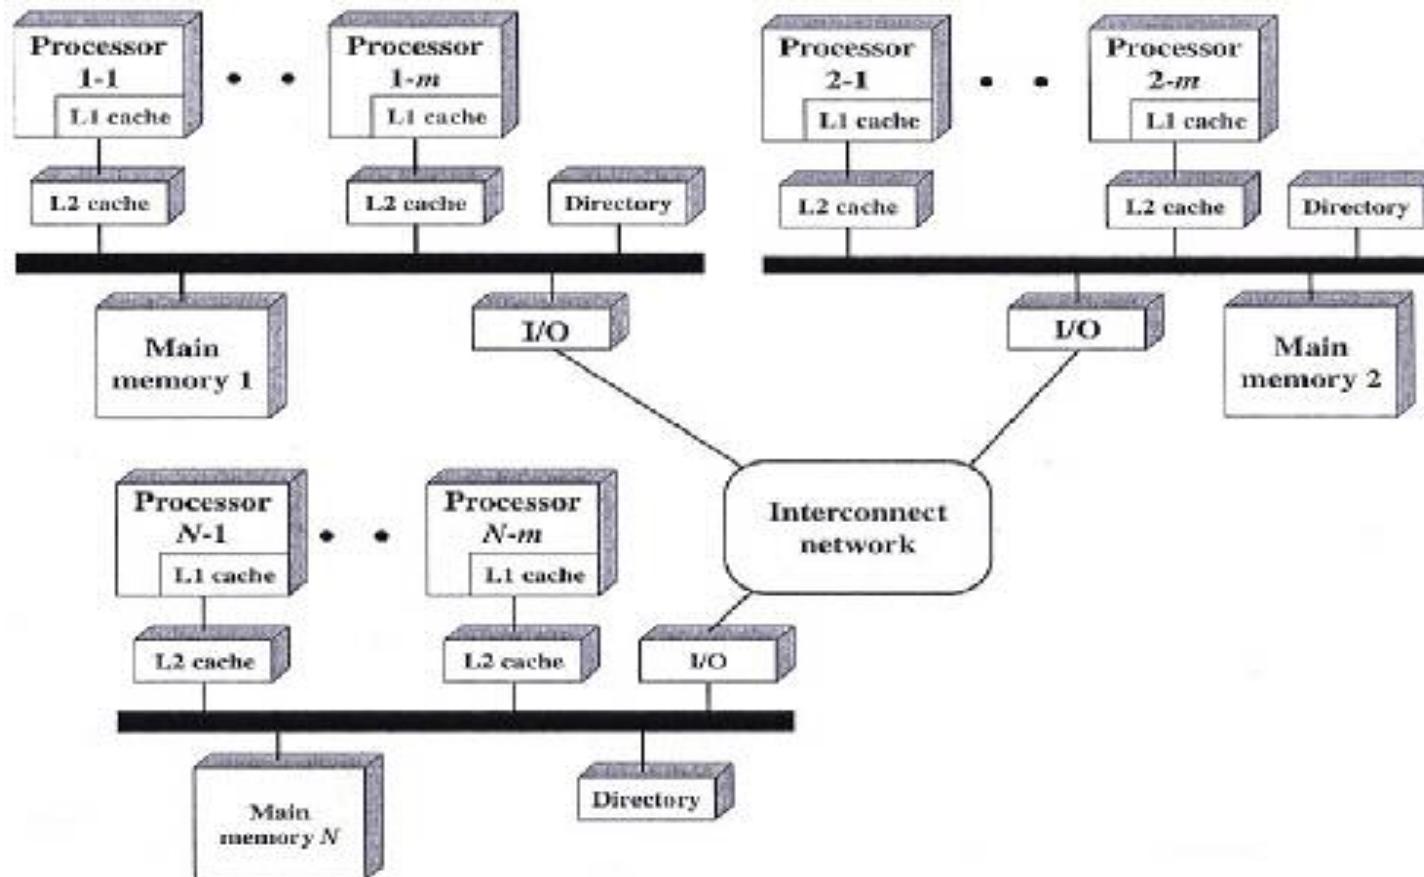 Processor
1-1
L1 cache
Processor
1-m
L1 cache
L2 cache
L2 cache
Directory
Main
memory 1
I/O
Processor
2-1
L1 cache
Processor
2-m
L1 cache
L2 cache
L2 cache
Directory
I/O
Main
memory 2
Interconnect
network
Processor
N-1
L1 cache
Processor
N-m
L1 cache
L2 cache
L2 cache
I/O
Main
memory N
Directory